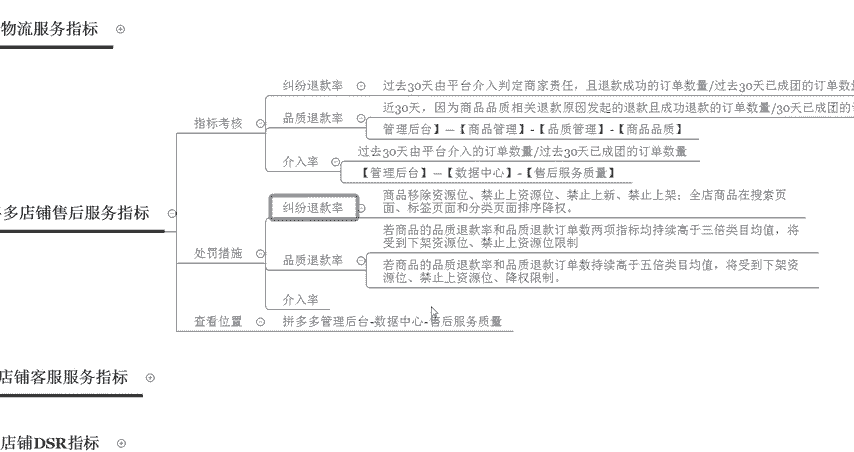 物流服务指标
纠纷退款率
过去30天由平台介入判定商家责任，且退款成功的订单数量/过去30天已成团的订单数
指标考核
品质退款率
近30天，因为商品品质相关退款原因发起的退款且成功退款的订单数量/30天已成团的
管理后台】—【商品管理】-【品质管理】-【商品品质】
介入率
过去30天由平台介入的订单数量/过去30天已成团的订单数量
【管理后台】—【数据中心】-【售后服务质量】
多店铺售后服务指标
纠纷退款率
商品移除资源位、禁止上资源位、禁止上新、禁止上架；全店商品在搜索页
面、标签页面和分类页面排序降权。
处罚措施
品质退款率
若商品的品质退款率和品质退款订单数两项指标均持续高于三倍类目均值，将
受到下架资源位、禁止上资源位限制
若商品的品质退款率和品质退款订单数持续高于五倍类目均值，将受到下架资
源位、禁止上资源位、降权限制。
介入率
查看位置
拼多多管理后台-数据中心-售后服务质量
店铺客服服务指标
店铺DSR指标